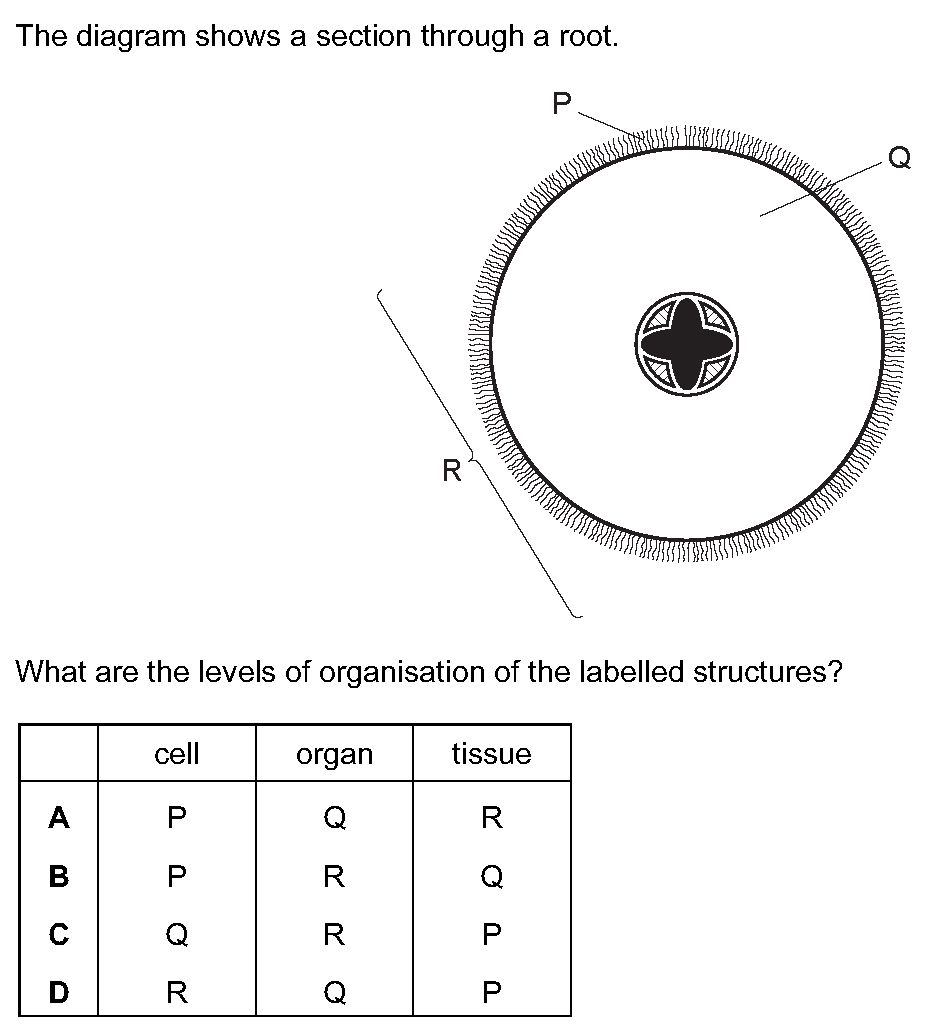 The diagram shows a section through a root.
P
Q
R
What are the levels of organisation of the labelled structures?
cell organ tissue
A P Q R
B P R Q
C Q R P
D R Q P